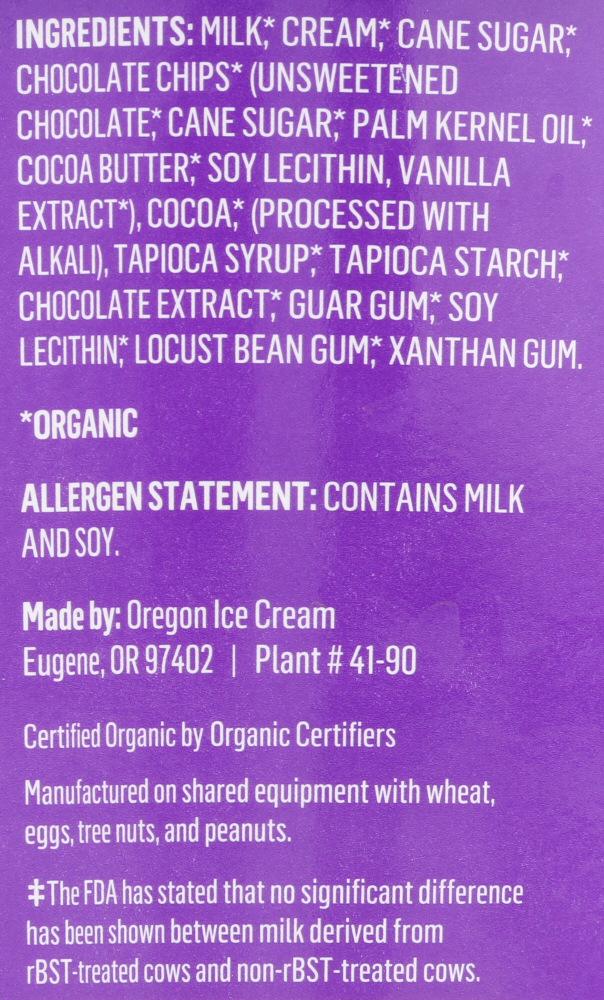 INGREDIENTS: MILK,* CREAM,* CANE SUGAR,*
CHOCOLATE CHIPS* (UNSWEETENED
CHOCOLATE,* CANE SUGAR,* PALM KERNEL OIL,*
COCOA BUTTER,* SOY LECITHIN, VANILLA
EXTRACT*), COCOA,* (PROCESSED WITH
ALKALI), TAPIOCA SYRUP,* TAPIOCA STARCH,*
CHOCOLATE EXTRACT,* GUAR GUM,* SOY
LECITHIN,* LOCUST BEAN GUM,* XANTHAN GUM.
*ORGANIC
ALLERGEN STATEMENT: CONTAINS MILK
AND SOY.
Made by: Oregon Ice Cream
Eugene, OR 97402 | Plant # 41-90
Certified Organic by Organic Certifiers
Manufactured on shared equipment with wheat,
eggs, tree nuts, and peanuts.
‡The FDA has stated that no significant difference
has been shown between milk derived from
rBST-treated cows and non-rBST-treated cows.